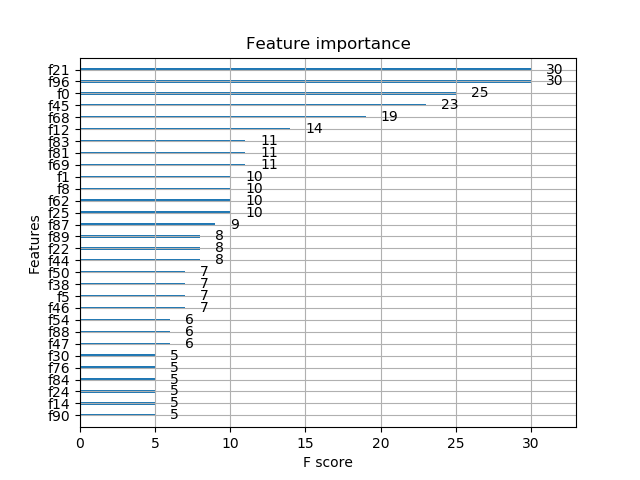 Feature importance
f21 30
f96 30
f0 25
f45 23
f68 19
f12 14
f83 11
f81 11
f69 11
f1 10
f8 10
f62 10
f25 10
f87 9
f89 8
f22 8
f44 8
f50 7
f38 7
f5 7
f46 7
f54 6
f88 6
f47 6
f30 5
f76 5
f84 5
f24 5
f14 5
f90 5
Features
0 5 10 15 20 25 30
F score